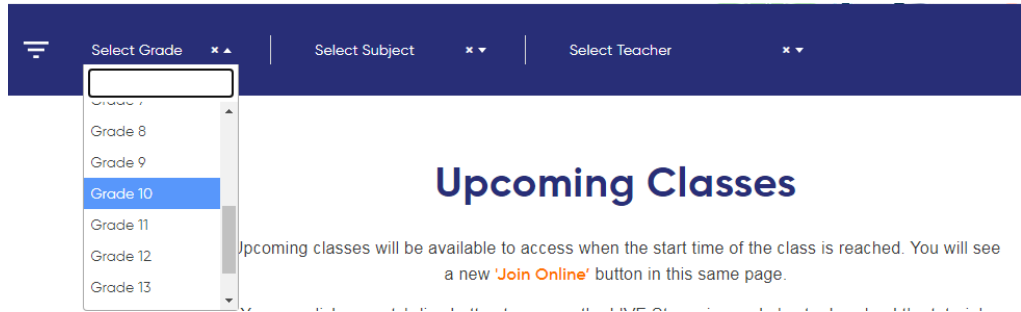 Select Grade × ▴ Select Subject × ▾ Select Teacher × ▾
Grade 7
Grade 8
Grade 9
Grade 10
Grade 11
Grade 12
Grade 13
Upcoming Classes
Upcoming classes will be available to access when the start time of the class is reached. You will see
a new 'Join Online' button in this same page.